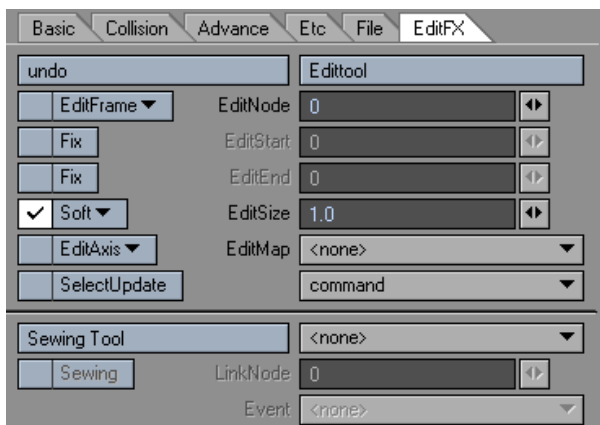 Basic Collision Advance Etc File EditFX
undo Edittool
EditFrame EditNode 0
Fix EditStart 0
Fix EditEnd 0
Soft EditSize 1.0
EditAxis EditMap <none>
SelectUpdate command
Sewing Tool <none>
Sewing LinkNode 0
Event <none>